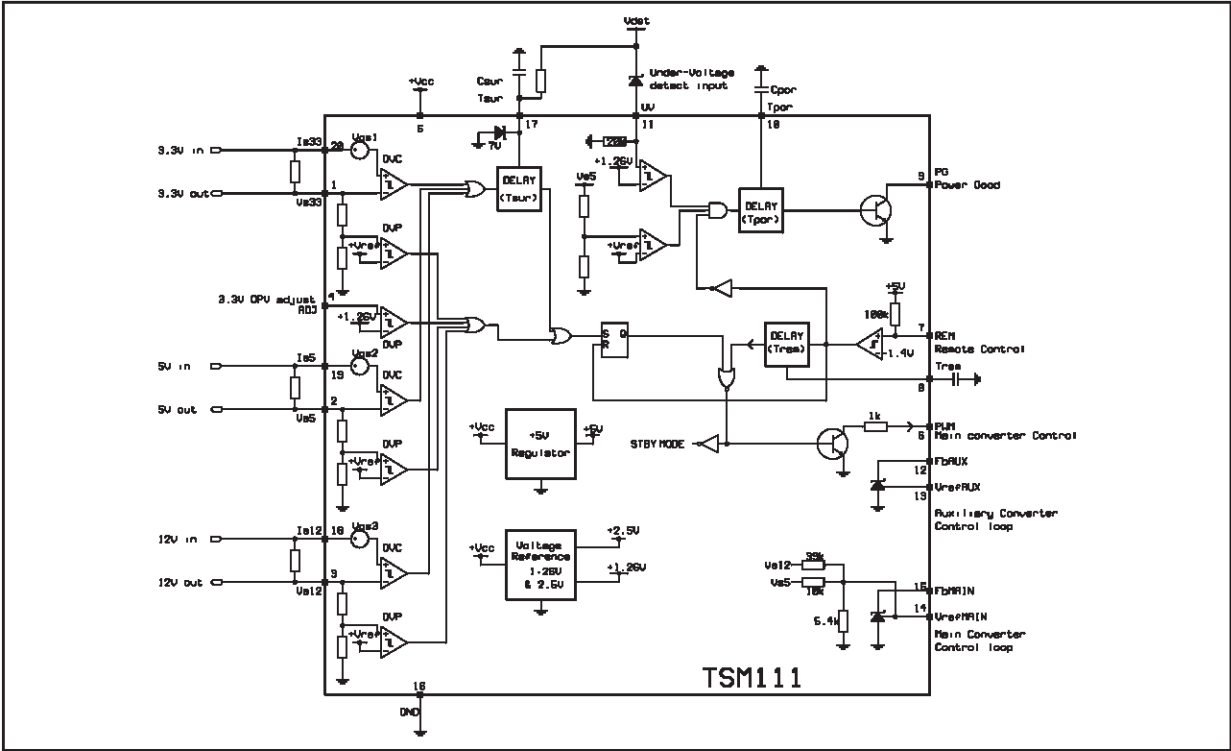 Vdet
Under-Voltage
detect input
Csur
Tsur
+Vcc
UV
Cpor
Tpor
17
11
10
7V
20k
Is33
20
Vos1
3.3V in
OVC
1
3.3V out
Vs33
DELAY
(Tsur)
+1.26V
Vs5
+Vref
DELAY
(Tpor)
9
PG
Power Good
OVP
+Vref
3.3V OPV adjust
4
ADJ
+1.26V
OVP
+5V
100k
7
REM
Remote Control
S Q
R
DELAY
(Trem)
1.4V
Trem
8
Is5
19
Vos2
5V in
OVC
2
5V out
Vs5
OVP
+Vref
+Vcc
+5V
Regulator
+5V
STBY MODE
1k
PWM
6
Main converter Control
FbAUX
12
VrefAUX
13
Auxiliary Converter
Control loop
Is12
18
Vos3
12V in
OVC
3
12V out
Vs12
OVP
+Vref
+Vcc
Voltage
Reference
1.26V
& 2.5V
+2.5V
+1.26V
Vs12
39k
Vs5
18k
5.4k
15
FbMAIN
14
VrefMAIN
Main Converter
Control loop
TSM111
16
GND